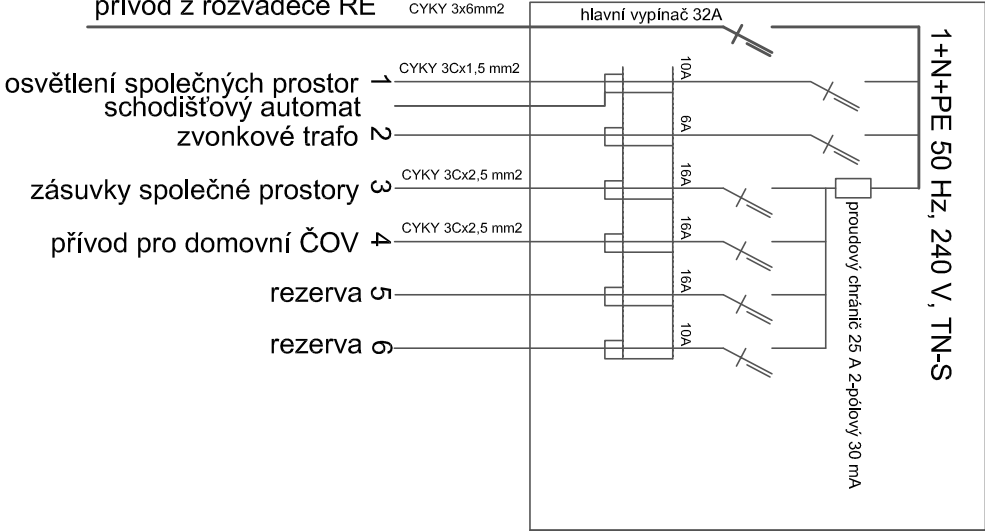 přívod z rozvaděče RE CYKY 3x6mm2 hlavní vypínač 32A
1 CYKY 3Cx1,5 mm2 10A
osvětlení společných prostor
schodišťový automat
zvonkové trafo 2 6A
zásuvky společné prostory 3 CYKY 3Cx2,5 mm2 16A
přívod pro domovní ČOV 4 CYKY 3Cx2,5 mm2 16A
rezerva 5 16A
rezerva 6 10A
proudový chránič 25 A 2-pólový 30 mA
1+N+PE 50 Hz, 240 V, TN-S